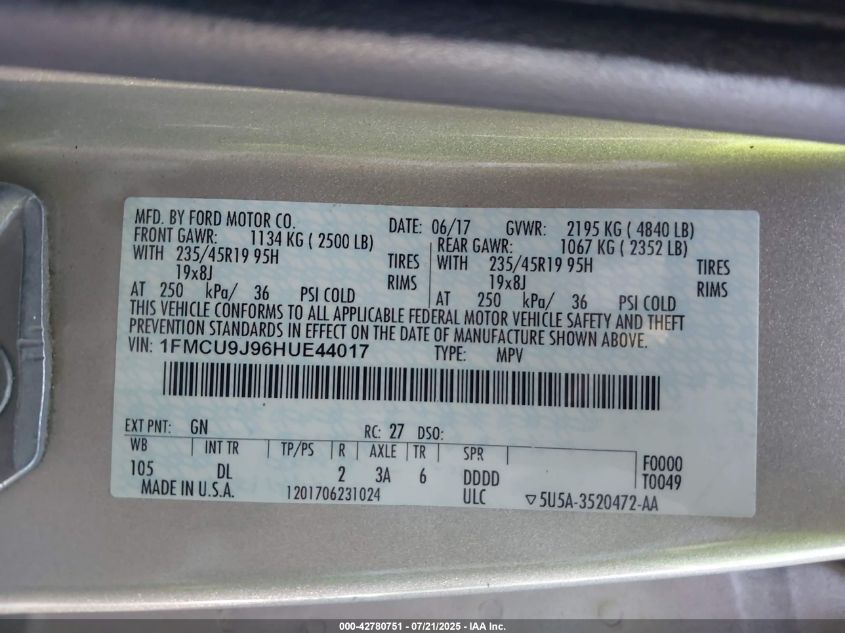 MFD. BY FORD MOTOR CO. DATE: 06/17 GVWR: 2195 KG ( 4840 LB)
FRONT GAWR: 1134 KG ( 2500 LB) REAR GAWR: 1067 KG ( 2352 LB)
WITH 235/45R19 95H TIRES WITH 235/45R19 95H TIRES
19x8J RIMS 19x8J RIMS
AT 250 kPa/ 36 PSI COLD AT 250 kPa/ 36 PSI COLD
THIS VEHICLE CONFORMS TO ALL APPLICABLE FEDERAL MOTOR VEHICLE SAFETY AND THEFT
PREVENTION STANDARDS IN EFFECT ON THE DATE OF MANUFACTURE SHOWN ABOVE.
VIN: 1FMCU9J96HUE44017 TYPE: MPV
EXT PNT: GN RC: 27 DSO:
WB INT TR TP/PS R AXLE TR SPR F0000
105 DL 2 3A 6 DDDD T0049
MADE IN U.S.A. 1201706231024 ULC ▽5U5A-3520472-AA
000-42780751 - 07/21/2025 - IAA Inc.